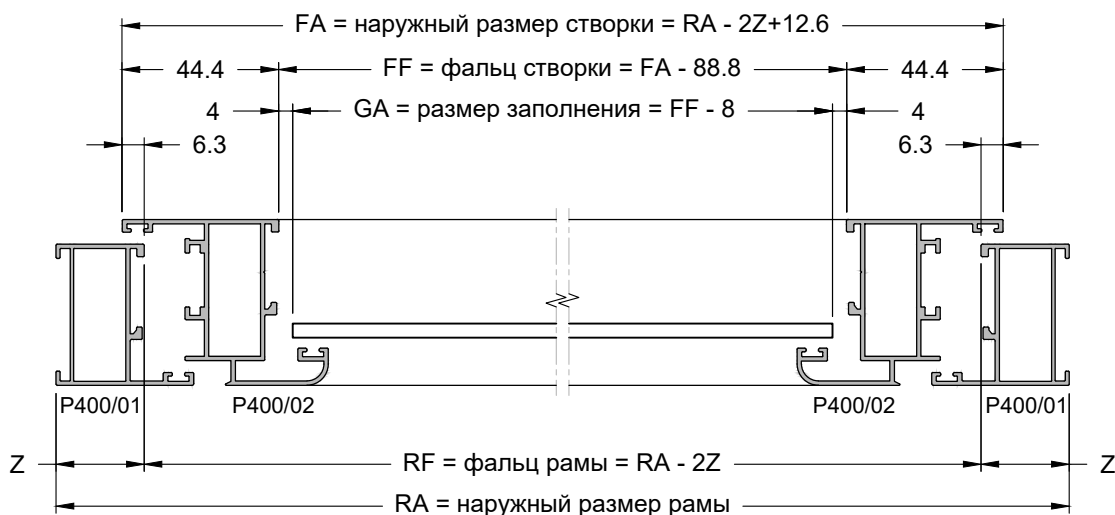 FA = наружный размер створки = RA - 2Z+12.6
44.4 FF = фальц створки = FA - 88.8 44.4
4 GA = размер заполнения = FF - 8 4
6.3 6.3
P400/01 P400/02 P400/02 P400/01
Z RF = фальц рамы = RA - 2Z Z
RA = наружный размер рамы